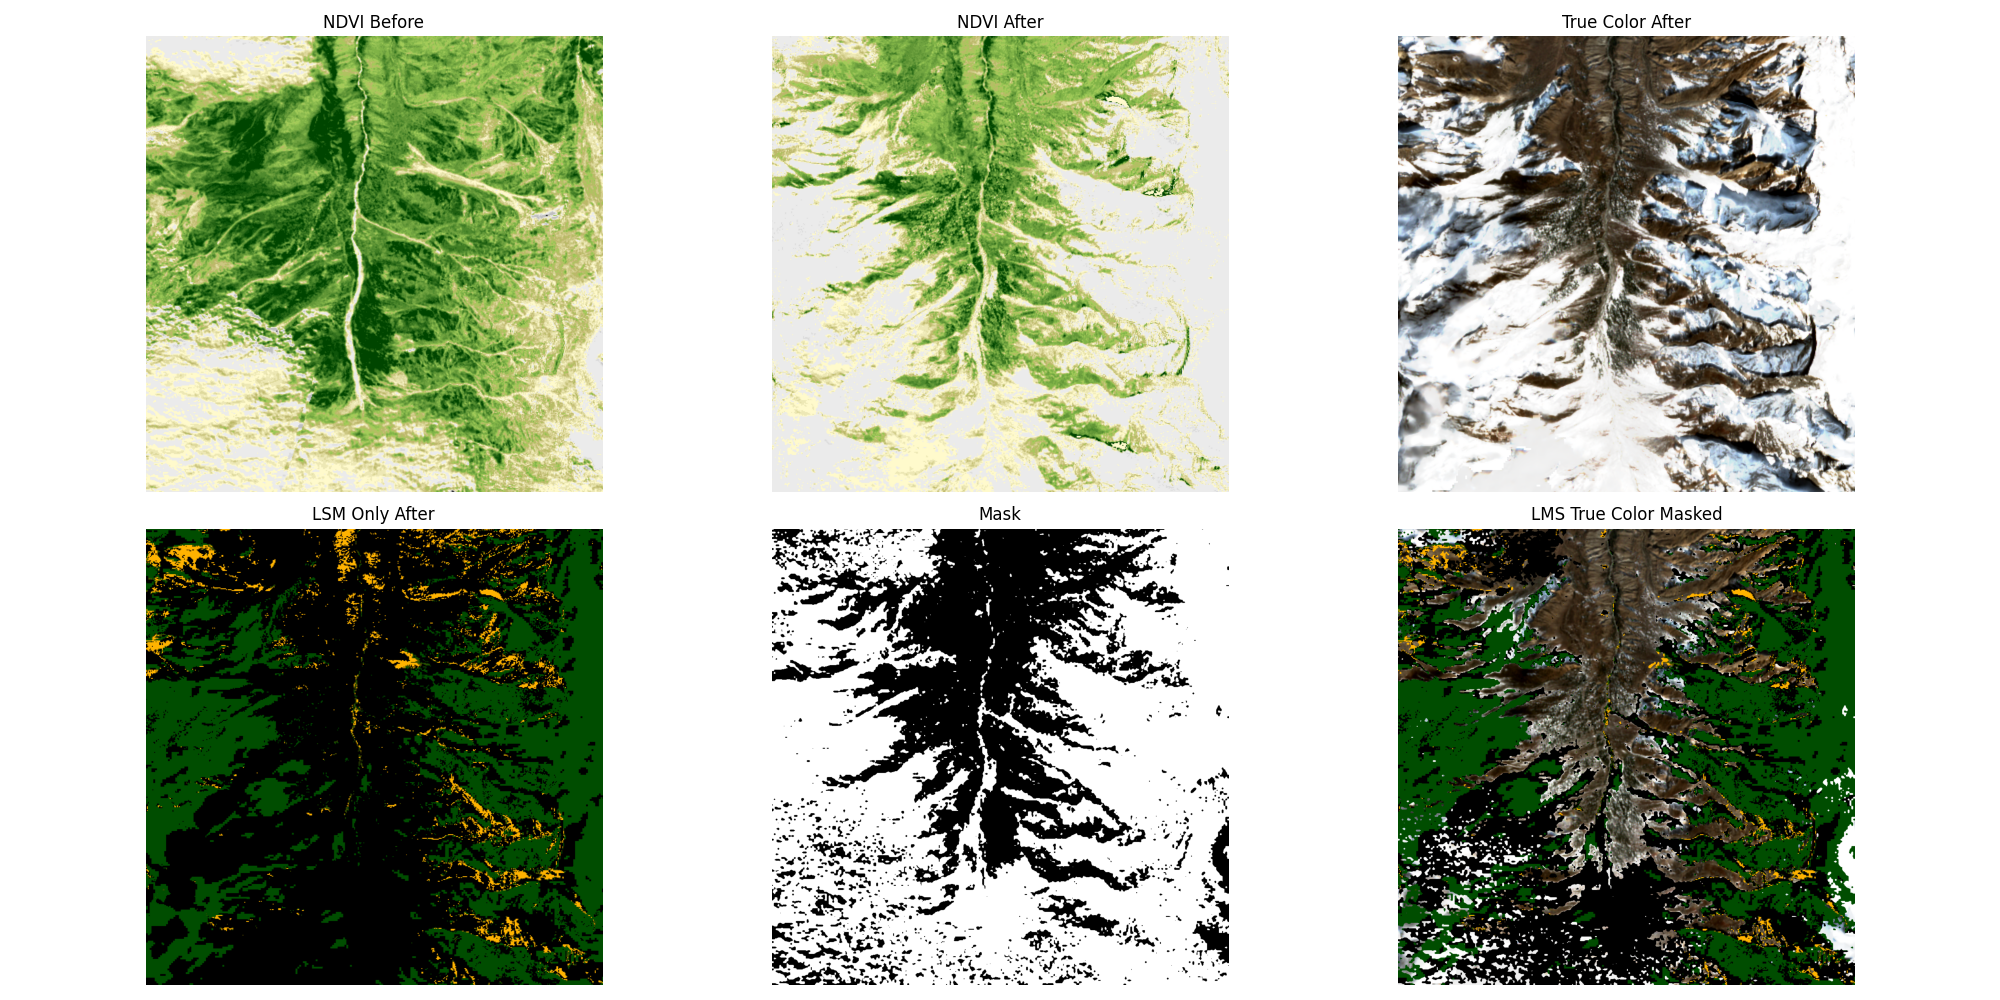 NDVI Before
NDVI After
True Color After
LSM Only After
Mask
LMS True Color Masked